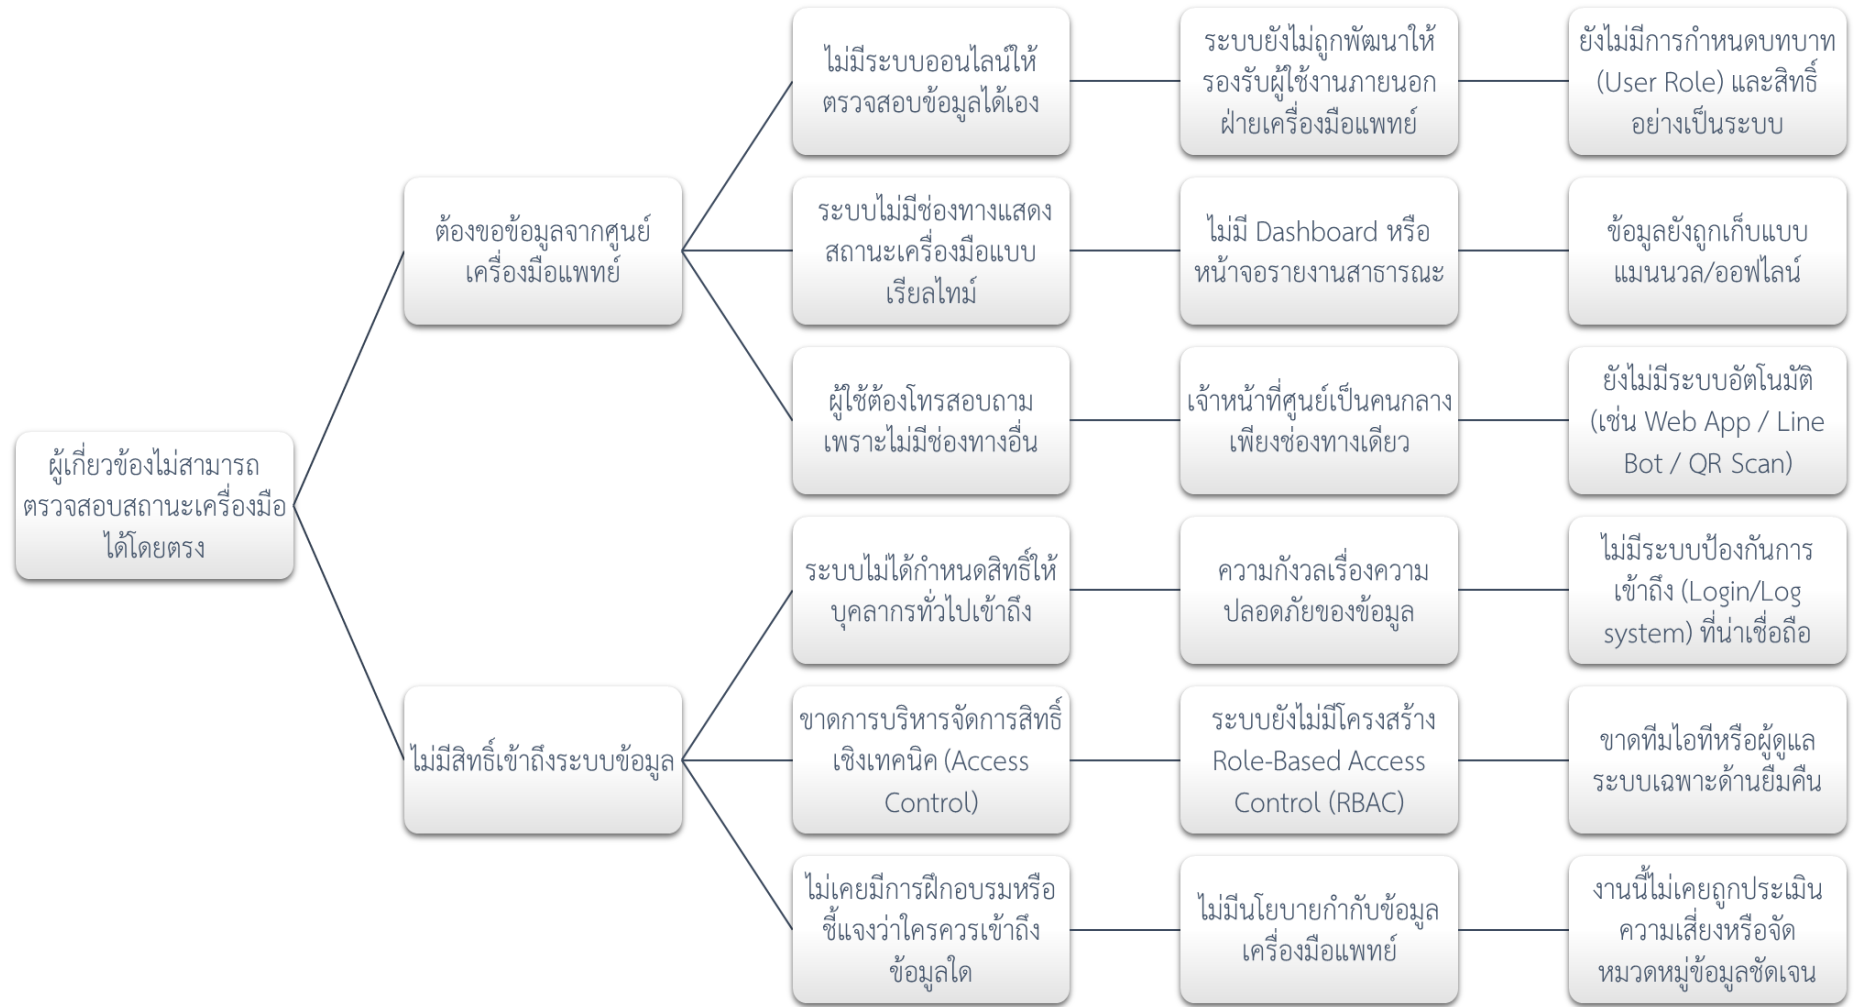 ผู้เกี่ยวข้องไม่สามารถ
ตรวจสอบสถานะเครื่องมือ
ได้โดยตรง
ต้องขอข้อมูลจากศูนย์
เครื่องมือแพทย์
ไม่มีระบบออนไลน์ให้
ตรวจสอบข้อมูลได้เอง
ระบบยังไม่ถูกพัฒนาให้
รองรับผู้ใช้งานภายนอก
ฝ่ายเครื่องมือแพทย์
ยังไม่มีการกำหนดบทบาท
(User Role) และสิทธิ์
อย่างเป็นระบบ
ระบบไม่มีช่องทางแสดง
สถานะเครื่องมือแบบ
เรียลไทม์
ไม่มี Dashboard หรือ
หน้าจอรายงานสาธารณะ
ข้อมูลยังถูกเก็บแบบ
แมนนวล/ออฟไลน์
ผู้ใช้ต้องโทรสอบถาม
เพราะไม่มีช่องทางอื่น
เจ้าหน้าที่ศูนย์เป็นคนกลาง
เพียงช่องทางเดียว
ยังไม่มีระบบอัตโนมัติ
(เช่น Web App / Line
Bot / QR Scan)
ไม่มีสิทธิ์เข้าถึงระบบข้อมูล
ระบบไม่ได้กำหนดสิทธิ์ให้
บุคลากรทั่วไปเข้าถึง
ความกังวลเรื่องความ
ปลอดภัยของข้อมูล
ไม่มีระบบป้องกันการ
เข้าถึง (Login/Log
system) ที่น่าเชื่อถือ
ขาดการบริหารจัดการสิทธิ์
เชิงเทคนิค (Access
Control)
ระบบยังไม่มีโครงสร้าง
Role-Based Access
Control (RBAC)
ขาดทีมไอทีหรือผู้ดูแล
ระบบเฉพาะด้านยืมคืน
ไม่เคยมีการฝึกอบรมหรือ
ชี้แจงว่าใครควรเข้าถึง
ข้อมูลใด
ไม่มีนโยบายกำกับข้อมูล
เครื่องมือแพทย์
งานนี้ไม่เคยถูกประเมิน
ความเสี่ยงหรือจัด
หมวดหมู่ข้อมูลชัดเจน